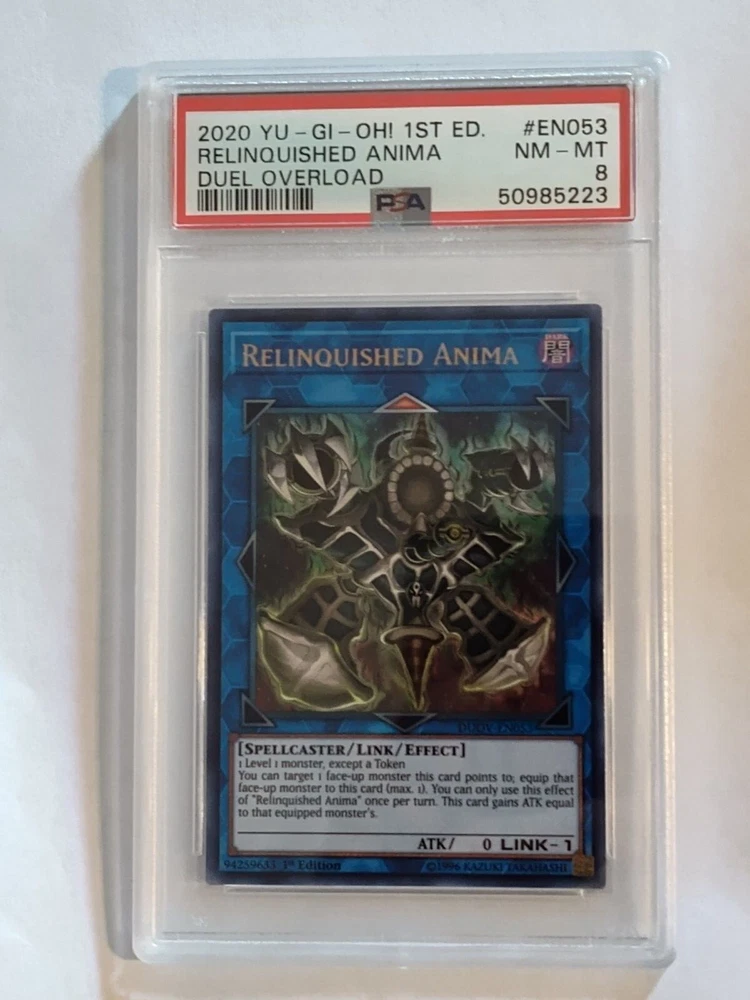 2020 YU-GI-OH! 1ST ED. #EN053
RELINQUISHED ANIMA NM-MT
DUEL OVERLOAD 8
PSA 50985223
RELINQUISHED ANIMA
闇
DUOV-EN053
[SPELLCASTER/LINK/EFFECT]
1 Level 1 monster, except a Token
You can target 1 face-up monster this card points to; equip that
face-up monster to this card (max. 1). You can only use this effect
of "Relinquished Anima" once per turn. This card gains ATK equal
to that equipped monster's.
ATK/ 0 LINK-1
94259633 1st Edition ©1996 KAZUKI TAKAHASHI